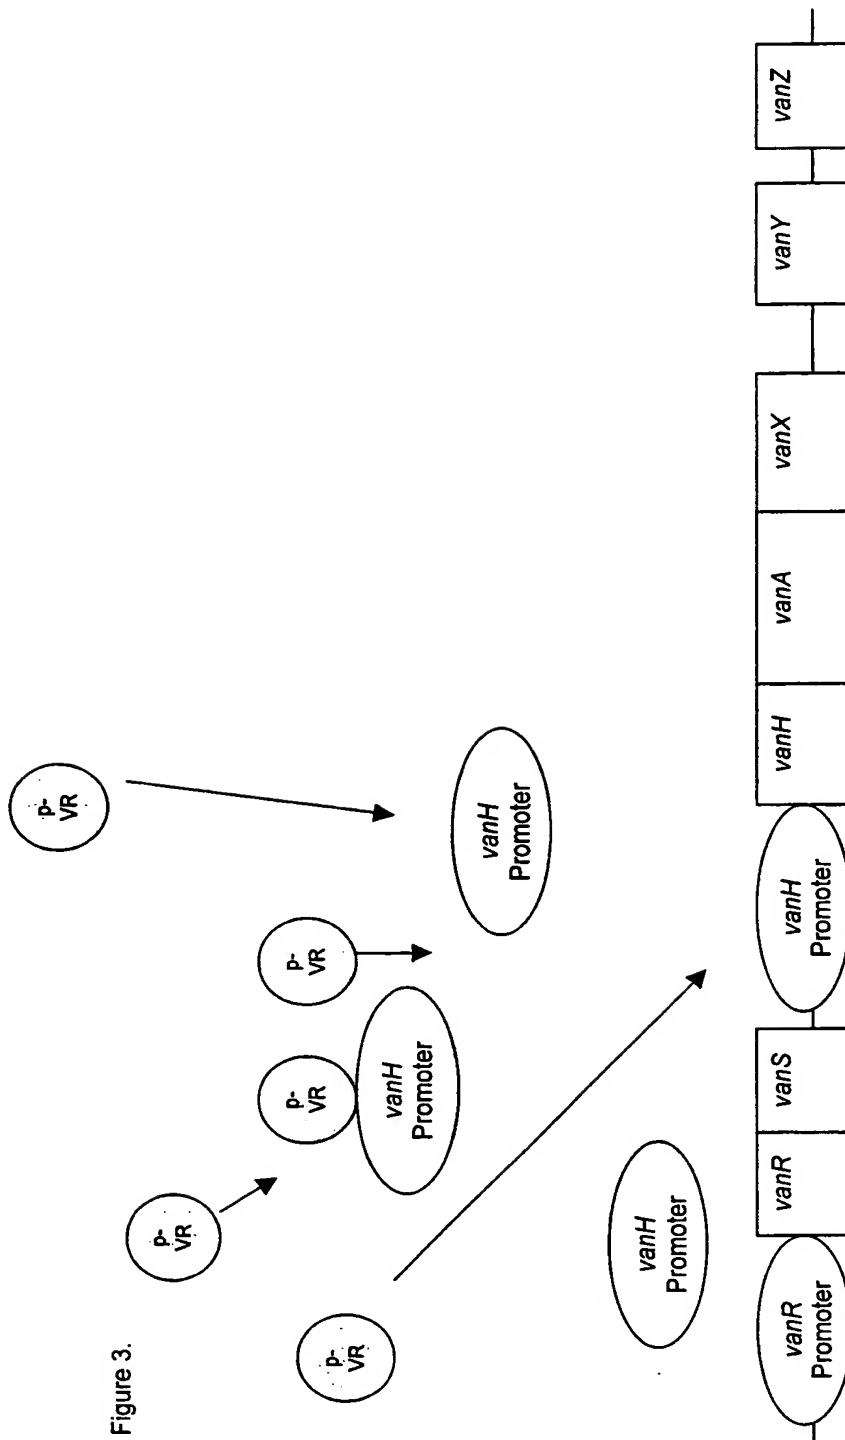 Figure 3.
p-
VR
p-
VR
p-
VR
p-
VR
p-
VR
vanH
Promoter
vanH
Promoter
vanH
Promoter
vanR
Promoter
vanR
vanS
vanH
Promoter
vanH
vanA
vanX
vanY
vanZ